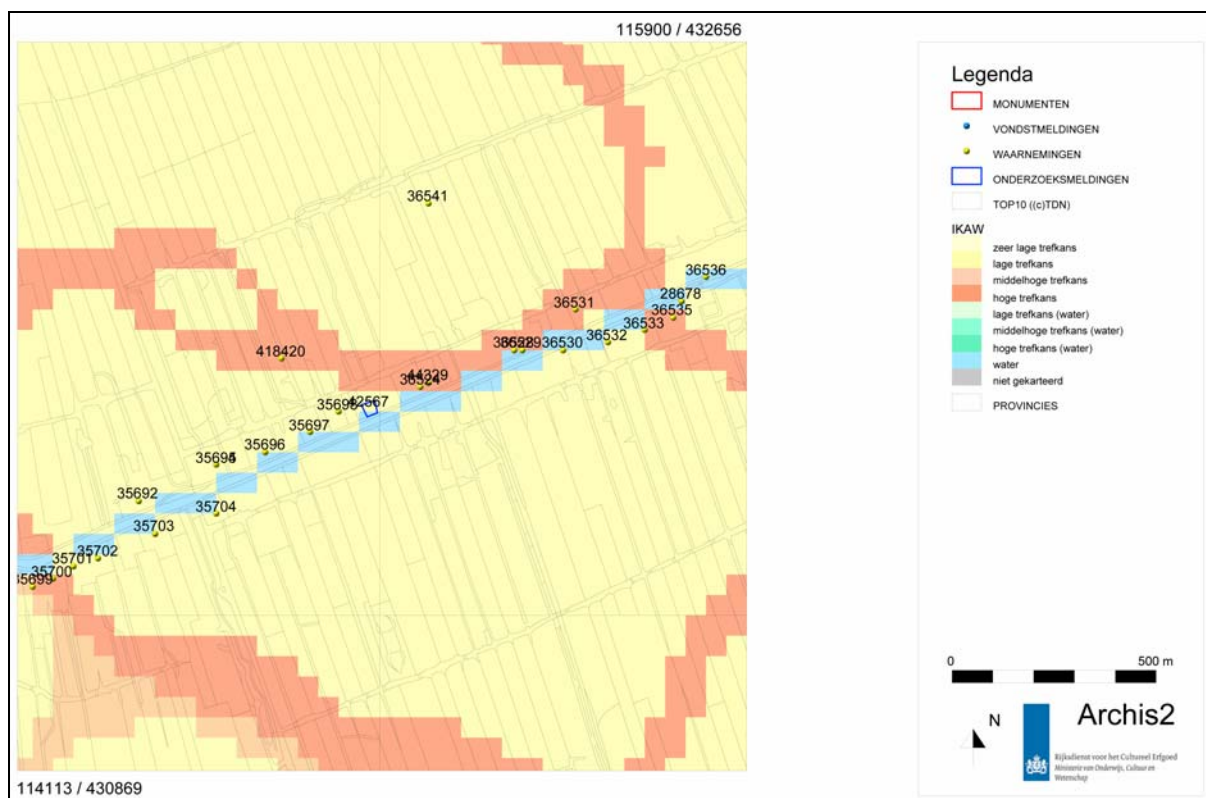 115900 / 432656
36541
36536
28678
36531
36535
36533
36532
36530
418420
44329
36524
42567
35697
35696
35692
35704
35703
35702
35701
35700
35699
114113 / 430869
Legenda
MONUMENTEN
VONDSTMELDINGEN
WAARNEMINGEN
ONDERZOEKSMELDINGEN
TOP10 ((c)TDN)
IKAW
zeer lage trefkans
lage trefkans
middelhoge trefkans
hoge trefkans
lage trefkans (water)
middelhoge trefkans (water)
hoge trefkans (water)
water
niet gekarteerd
PROVINCIES
0 500 m
N
Archis2
Rijksdienst voor het Cultureel Erfgoed
Ministerie van Onderwijs, Cultuur en
Wetenschap